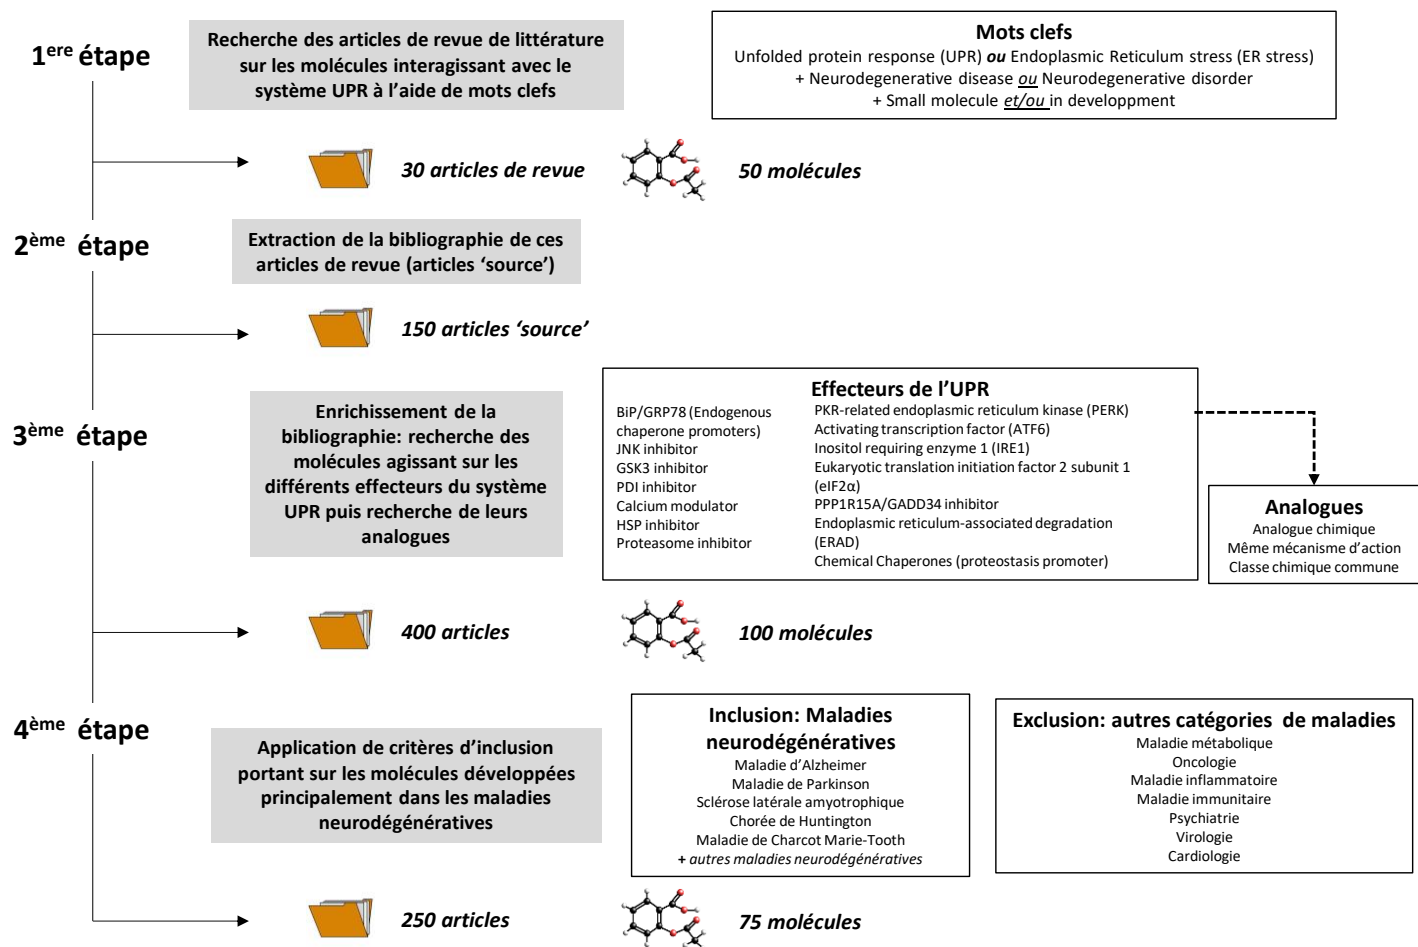 1ere étape
Recherche des articles de revue de littérature
sur les molécules interagissant avec le
système UPR à l’aide de mots clefs
Mots clefs
Unfolded protein response (UPR) ou Endoplasmic Reticulum stress (ER stress)
+ Neurodegenerative disease ou Neurodegenerative disorder
+ Small molecule et/ou in developpment
30 articles de revue
50 molécules
2ème étape
Extraction de la bibliographie de ces
articles de revue (articles ‘source’)
150 articles ‘source’
3ème étape
Enrichissement de la
bibliographie: recherche des
molécules agissant sur les
différents effecteurs du système
UPR puis recherche de leurs
analogues
Effecteurs de l’UPR
BiP/GRP78 (Endogenous
chaperone promoters)
JNK inhibitor
GSK3 inhibitor
PDI inhibitor
Calcium modulator
HSP inhibitor
Proteasome inhibitor
PKR-related endoplasmic reticulum kinase (PERK)
Activating transcription factor (ATF6)
Inositol requiring enzyme 1 (IRE1)
Eukaryotic translation initiation factor 2 subunit 1
(eIF2α)
PPP1R15A/GADD34 inhibitor
Endoplasmic reticulum-associated degradation
(ERAD)
Chemical Chaperones (proteostasis promoter)
Analogues
Analogue chimique
Même mécanisme d’action
Classe chimique commune
400 articles
100 molécules
4ème étape
Application de critères d’inclusion
portant sur les molécules développées
principalement dans les maladies
neurodégénératives
Inclusion: Maladies
neurodégénératives
Maladie d’Alzheimer
Maladie de Parkinson
Sclérose latérale amyotrophique
Chorée de Huntington
Maladie de Charcot Marie-Tooth
+ autres maladies neurodégénératives
Exclusion: autres catégories de maladies
Maladie métabolique
Oncologie
Maladie inflammatoire
Maladie immunitaire
Psychiatrie
Virologie
Cardiologie
250 articles
75 molécules